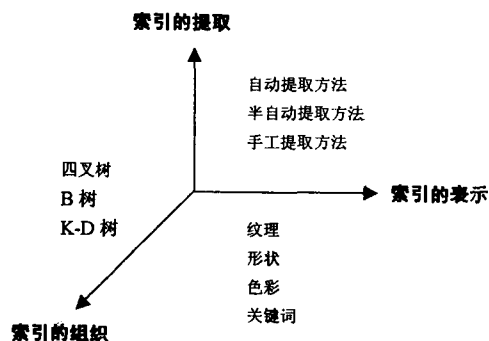 索引的提取
自动提取方法
半自动提取方法
手工提取方法
四叉树
B 树
K-D 树
索引的表示
纹理
形状
色彩
关键词
索引的组织